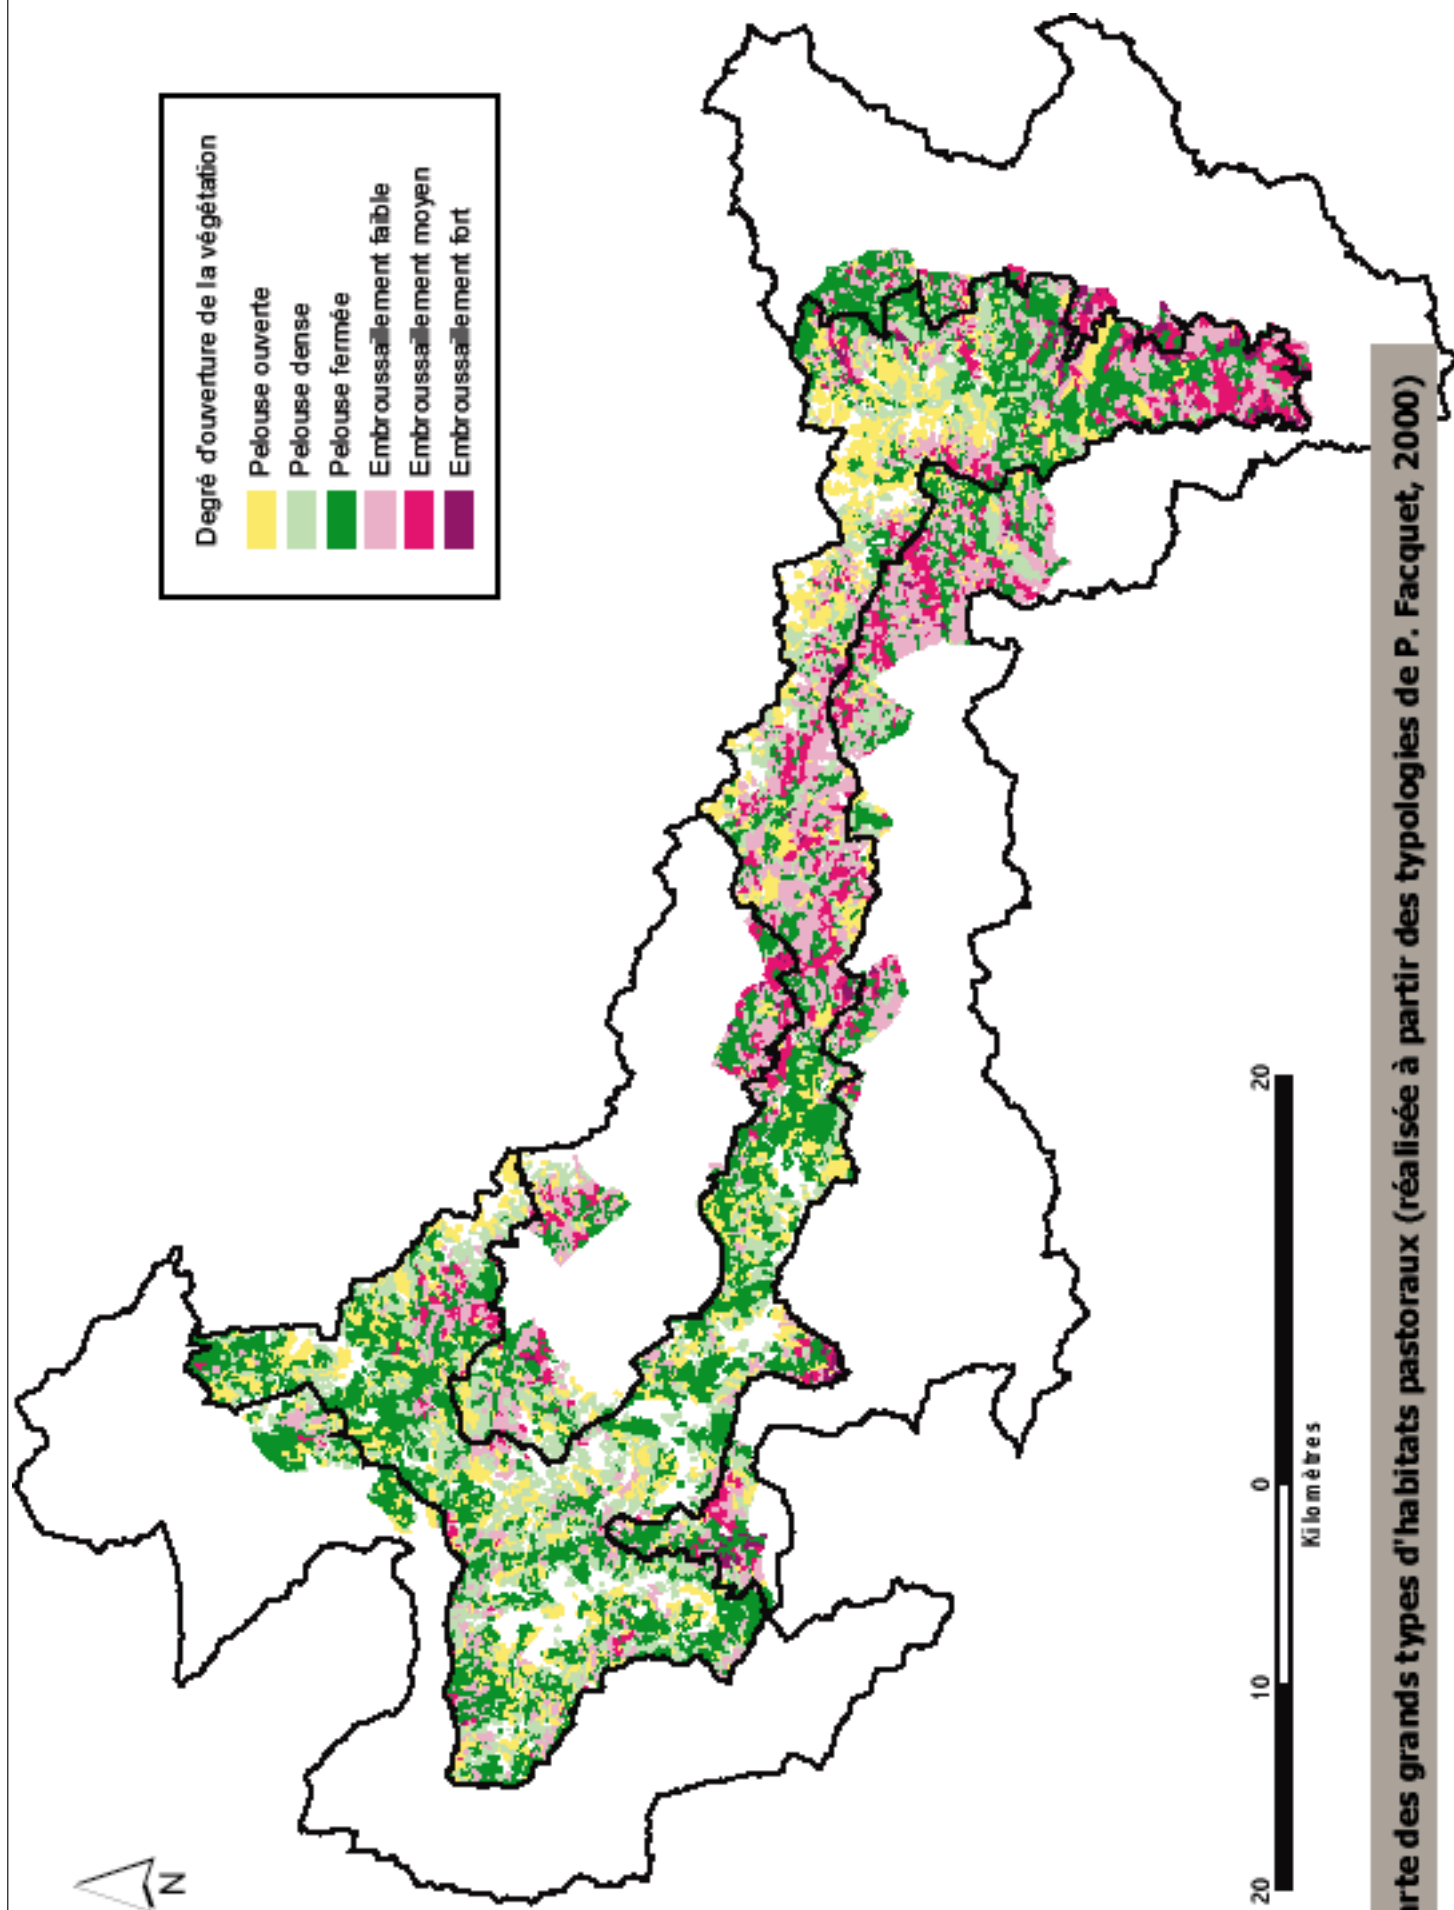 Degré d'ouverture de la végétation
Pelouse ouverte
Pelouse dense
Pelouse fermée
Embroussaillement faible
Embroussaillement moyen
Embroussaillement fort
N
20 10 0 20
Kilomètres
des grands types d'habitats pastoraux (réalisée à partir des typologies de P. Facquet, 2000)